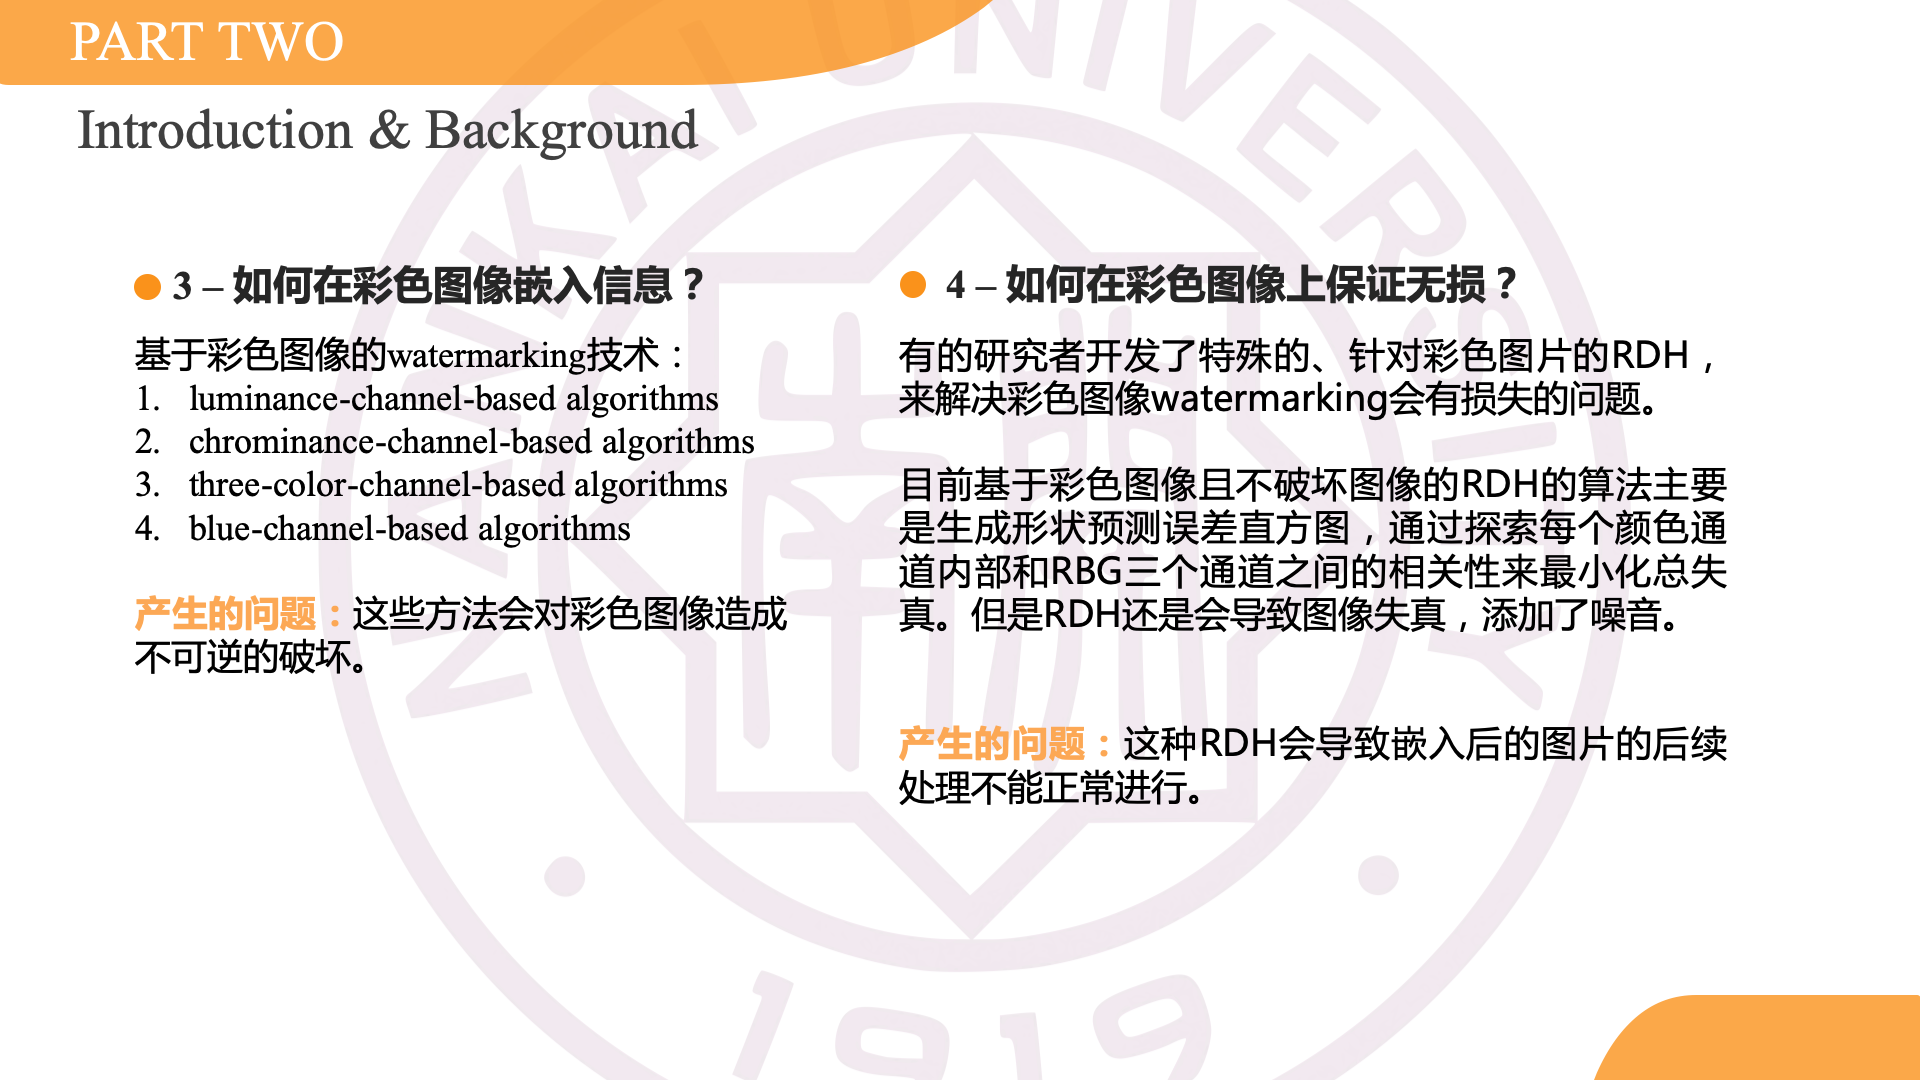 PART TWO
Introduction & Background
3 – 如何在彩色图像嵌入信息？
基于彩色图像的watermarking技术：
1. luminance-channel-based algorithms
2. chrominance-channel-based algorithms
3. three-color-channel-based algorithms
4. blue-channel-based algorithms
产生的问题：这些方法会对彩色图像造成
不可逆的破坏。
4 – 如何在彩色图像上保证无损？
有的研究者开发了特殊的、针对彩色图片的RDH，
来解决彩色图像watermarking会有损失的问题。
目前基于彩色图像且不破坏图像的RDH的算法主要
是生成形状预测误差直方图，通过探索每个颜色通
道内部和RBG三个通道之间的相关性来最小化总失
真。但是RDH还是会导致图像失真，添加了噪音。
产生的问题：这种RDH会导致嵌入后的图片的后续
处理不能正常进行。
NANKAI UNIVERSITY
南开
1919